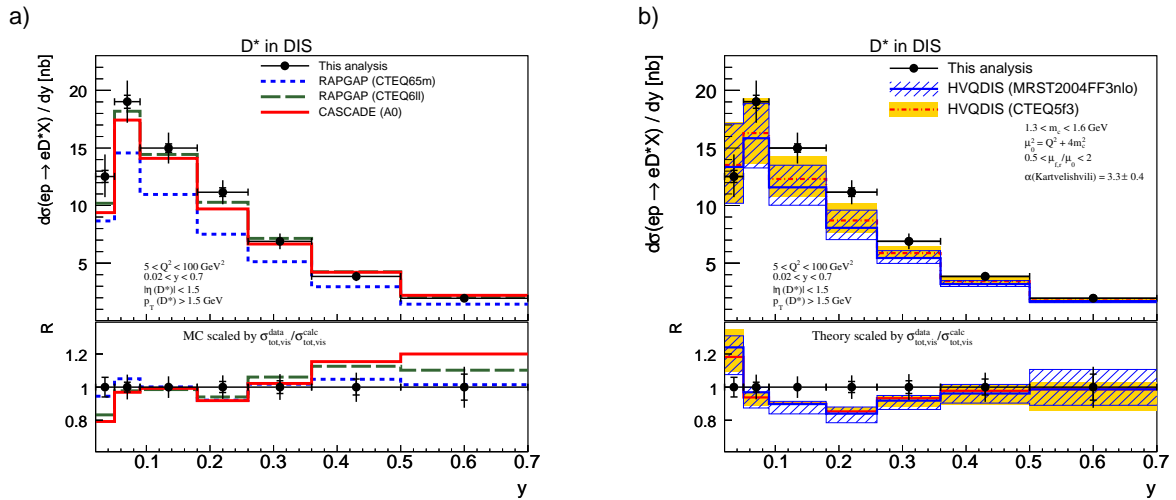 a)
D* in DIS
dσ(ep → eD*X) / dy [nb]
20
15
10
5
This analysis
RAPGAP (CTEQ65m)
RAPGAP (CTEQ6ll)
CASCADE (A0)
5 < Q² < 100 GeV²
0.02 < y < 0.7
|η (D*)| < 1.5
p_T (D*) > 1.5 GeV
R
MC scaled by σ^data_tot,vis/σ^calc_tot,vis
1.2
1
0.8
0.1 0.2 0.3 0.4 0.5 0.6 0.7
y
b)
D* in DIS
dσ(ep → eD*X) / dy [nb]
20
15
10
5
This analysis
HVQDIS (MRST2004FF3nlo)
HVQDIS (CTEQ5f3)
1.3 < m_c < 1.6 GeV
μ_0² = Q² + 4m_c²
0.5 < μ_f,r/μ_0 < 2
α(Kartvelishvili) = 3.3 ± 0.4
5 < Q² < 100 GeV²
0.02 < y < 0.7
|η (D*)| < 1.5
p_T (D*) > 1.5 GeV
R
Theory scaled by σ^data_tot,vis/σ^calc_tot,vis
1.2
1
0.8
0.1 0.2 0.3 0.4 0.5 0.6 0.7
y